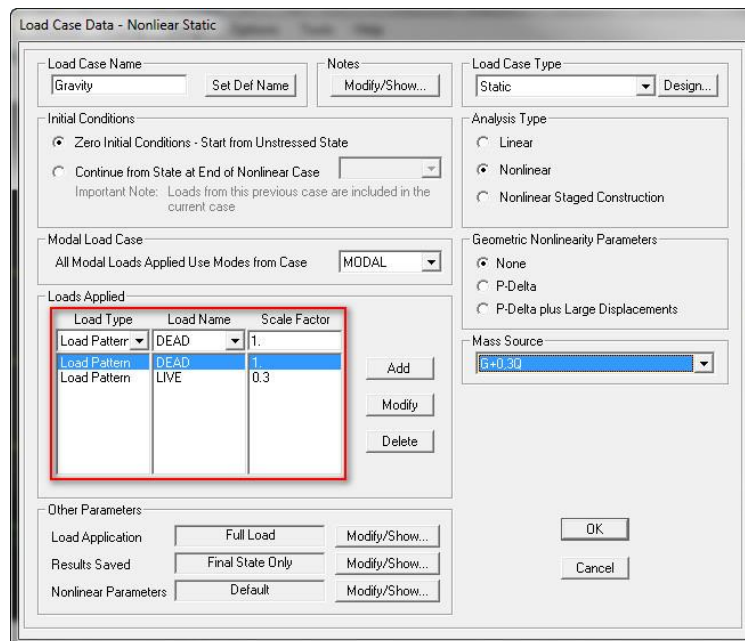 Load Case Data - Nonlinear Static
Load Case Name
Gravity
Set Def Name
Notes
Modify/Show...
Load Case Type
Static
Design...
Initial Conditions
Zero Initial Conditions - Start from Unstressed State
Continue from State at End of Nonlinear Case
Important Note: Loads from this previous case are included in the
current case
Analysis Type
Linear
Nonlinear
Nonlinear Staged Construction
Modal Load Case
All Modal Loads Applied Use Modes from Case
MODAL
Geometric Nonlinearity Parameters
None
P-Delta
P-Delta plus Large Displacements
Loads Applied
Load Type Load Name Scale Factor
Load Pattern DEAD 1.
Load Pattern DEAD 1.
Load Pattern LIVE 0.3
Add
Modify
Delete
Mass Source
G+0,3Q
Other Parameters
Load Application Full Load Modify/Show...
Results Saved Final State Only Modify/Show...
Nonlinear Parameters Default Modify/Show...
OK
Cancel